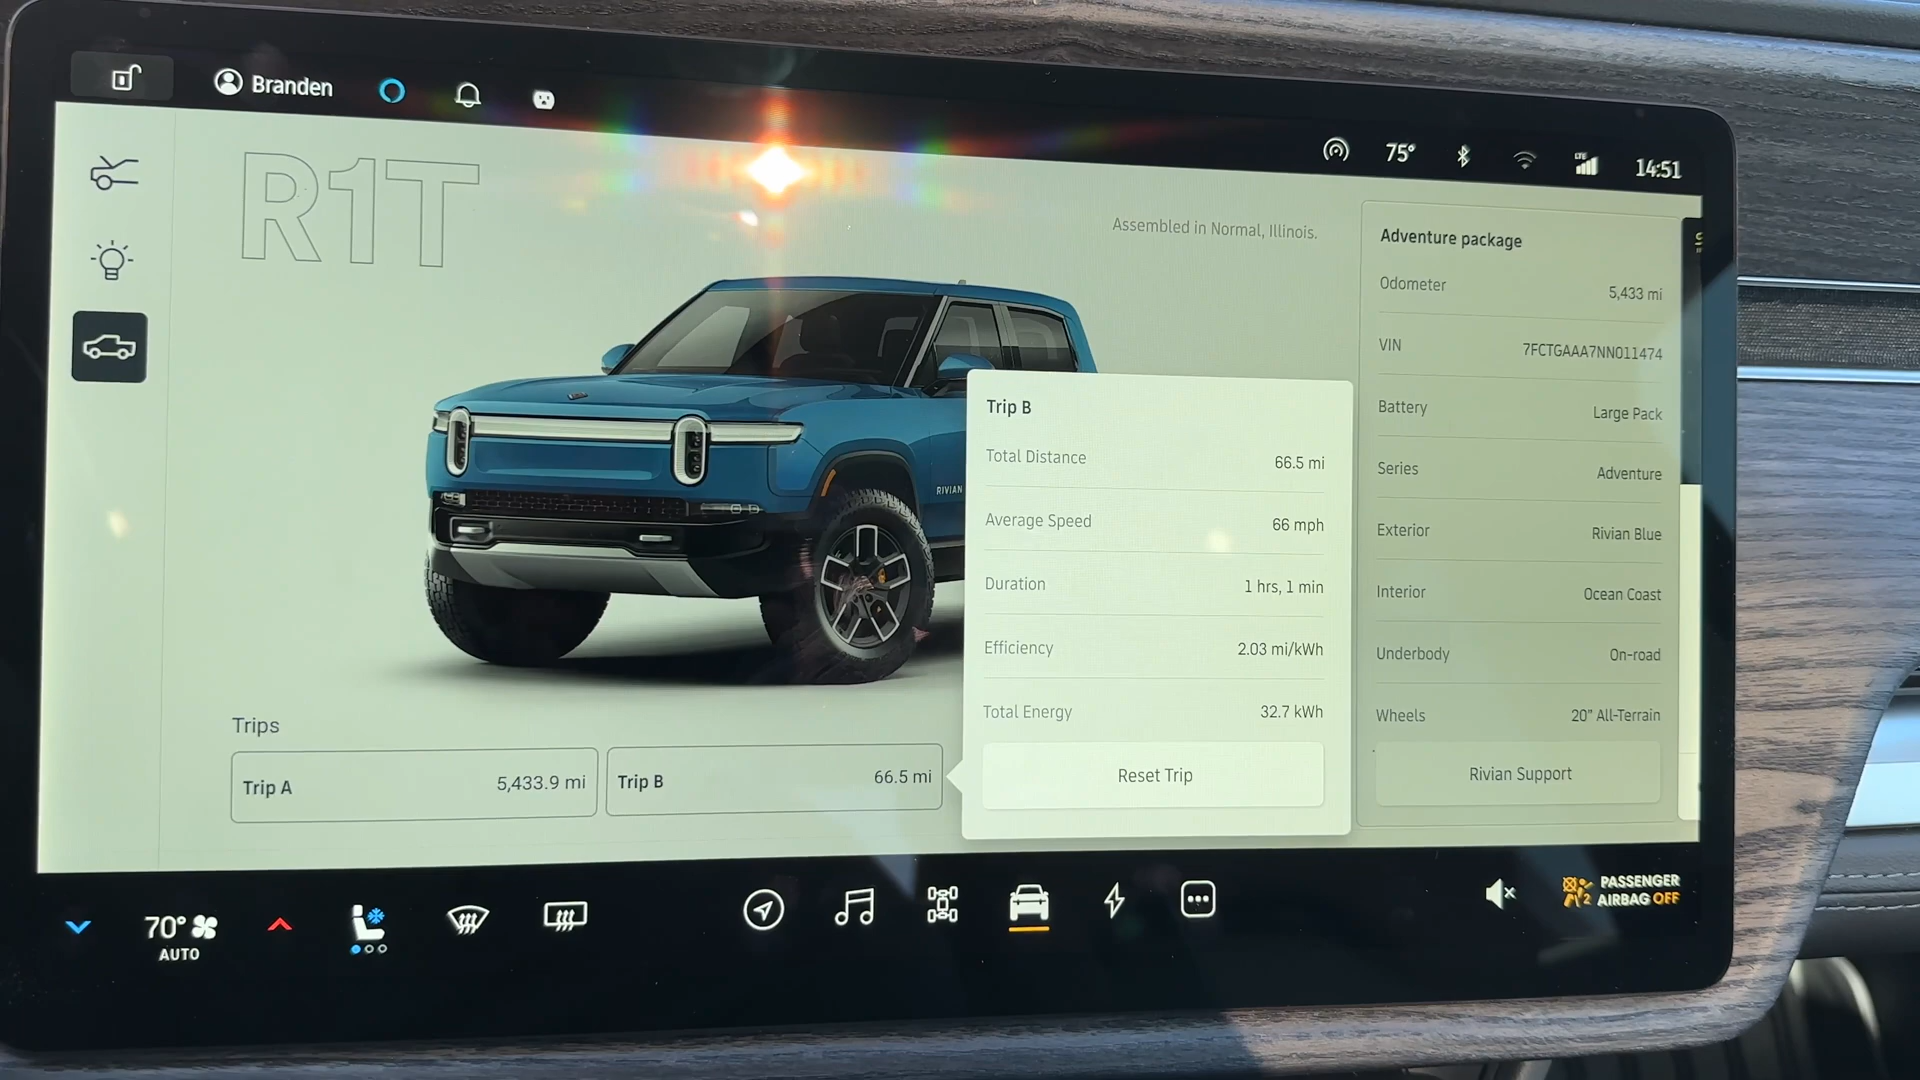 Branden
75°
LTE
14:51
R1T
Assembled in Normal, Illinois.
Adventure package
Odometer 5,433 mi
VIN 7FCTGAAA7NN011474
Battery Large Pack
Series Adventure
Exterior Rivian Blue
Interior Ocean Coast
Underbody On-road
Wheels 20" All-Terrain
Rivian Support
RIVIAN
Trip B
Total Distance 66.5 mi
Average Speed 66 mph
Duration 1 hrs, 1 min
Efficiency 2.03 mi/kWh
Total Energy 32.7 kWh
Reset Trip
Trips
Trip A 5,433.9 mi
Trip B 66.5 mi
70°
AUTO
PASSENGER
2 AIRBAG OFF